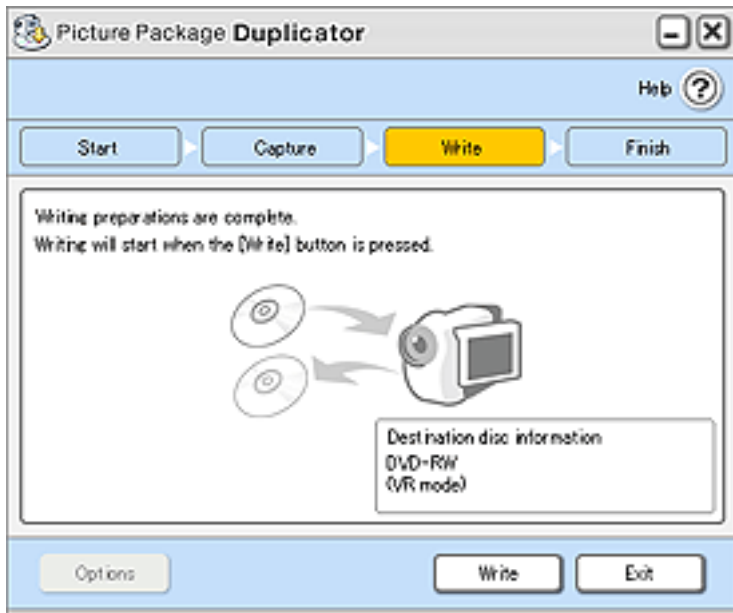 Picture Package Duplicator
Help ?
Start
Capture
Write
Finish
Writing preparations are complete.
Writing will start when the [Write] button is pressed.
Destination disc information
DVD-RW
(VR mode)
Options
Write
Exit